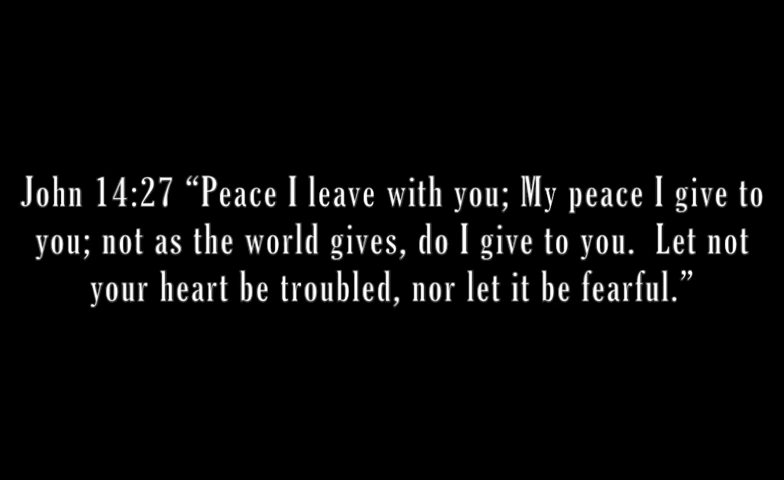 John 14:27 “Peace I leave with you; My peace I give to
you; not as the world gives, do I give to you.  Let not
your heart be troubled, nor let it be fearful.”